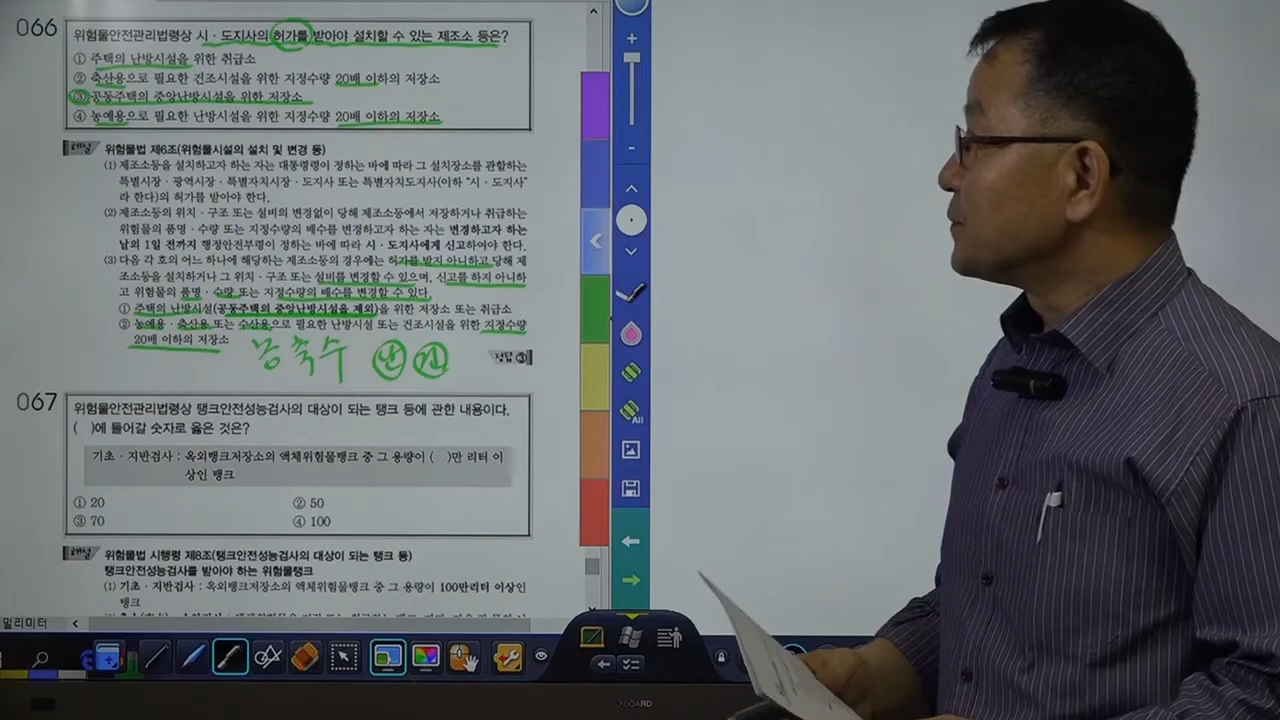 066
위험물안전관리법령상 시 · 도지사의 허가를 받아야 설치할 수 있는 제조소 등은?
① 주택의 난방시설을 위한 취급소
② 축산용으로 필요한 건조시설을 위한 지정수량 20배 이하의 저장소
③ 공동주택의 중앙난방시설을 위한 저장소
④ 농예용으로 필요한 난방시설을 위한 지정수량 20배 이하의 저장소
해설 위험물법 제6조(위험물시설의 설치 및 변경 등)
(1) 제조소등을 설치하고자 하는 자는 대통령령이 정하는 바에 따라 그 설치장소를 관할하는
특별시장 · 광역시장 · 특별자치시장 · 도지사 또는 특별자치도지사(이하 "시 · 도지사"
라 한다)의 허가를 받아야 한다.
(2) 제조소등의 위치 · 구조 또는 설비의 변경없이 당해 제조소등에서 저장하거나 취급하는
위험물의 품명 · 수량 또는 지정수량의 배수를 변경하고자 하는 자는 변경하고자 하는
날의 1일 전까지 행정안전부령이 정하는 바에 따라 시 · 도지사에게 신고하여야 한다.
(3) 다음 각 호의 어느 하나에 해당하는 제조소등의 경우에는 허가를 받지 아니하고 당해 제
조소등을 설치하거나 그 위치 · 구조 또는 설비를 변경할 수 있으며, 신고를 하지 아니하
고 위험물의 품명 · 수량 또는 지정수량의 배수를 변경할 수 있다.
① 주택의 난방시설(공동주택의 중앙난방시설을 제외)을 위한 저장소 또는 취급소
② 농예용 · 축산용 또는 수산용으로 필요한 난방시설 또는 건조시설을 위한 지정수량
20배 이하의 저장소
농축수 난 건
정답 ③
067
위험물안전관리법령상 탱크안전성능검사의 대상이 되는 탱크 등에 관한 내용이다.
( )에 들어갈 숫자로 옳은 것은?
기초 · 지반검사 : 옥외탱크저장소의 액체위험물탱크 중 그 용량이 ( )만 리터 이
상인 탱크
① 20 ② 50
③ 70 ④ 100
해설 위험물법 시행령 제8조(탱크안전성능검사의 대상이 되는 탱크 등)
탱크안전성능검사를 받아야 하는 위험물탱크
(1) 기초 · 지반검사 : 옥외탱크저장소의 액체위험물탱크 중 그 용량이 100만리터 이상인
탱크
밀리미터
All
BOARD